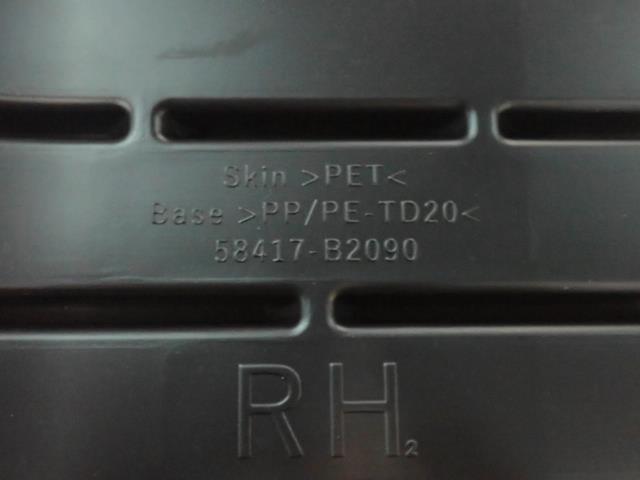 Skin >PET<
Base >PP/PE-TD20<
58417-B2090
RH2